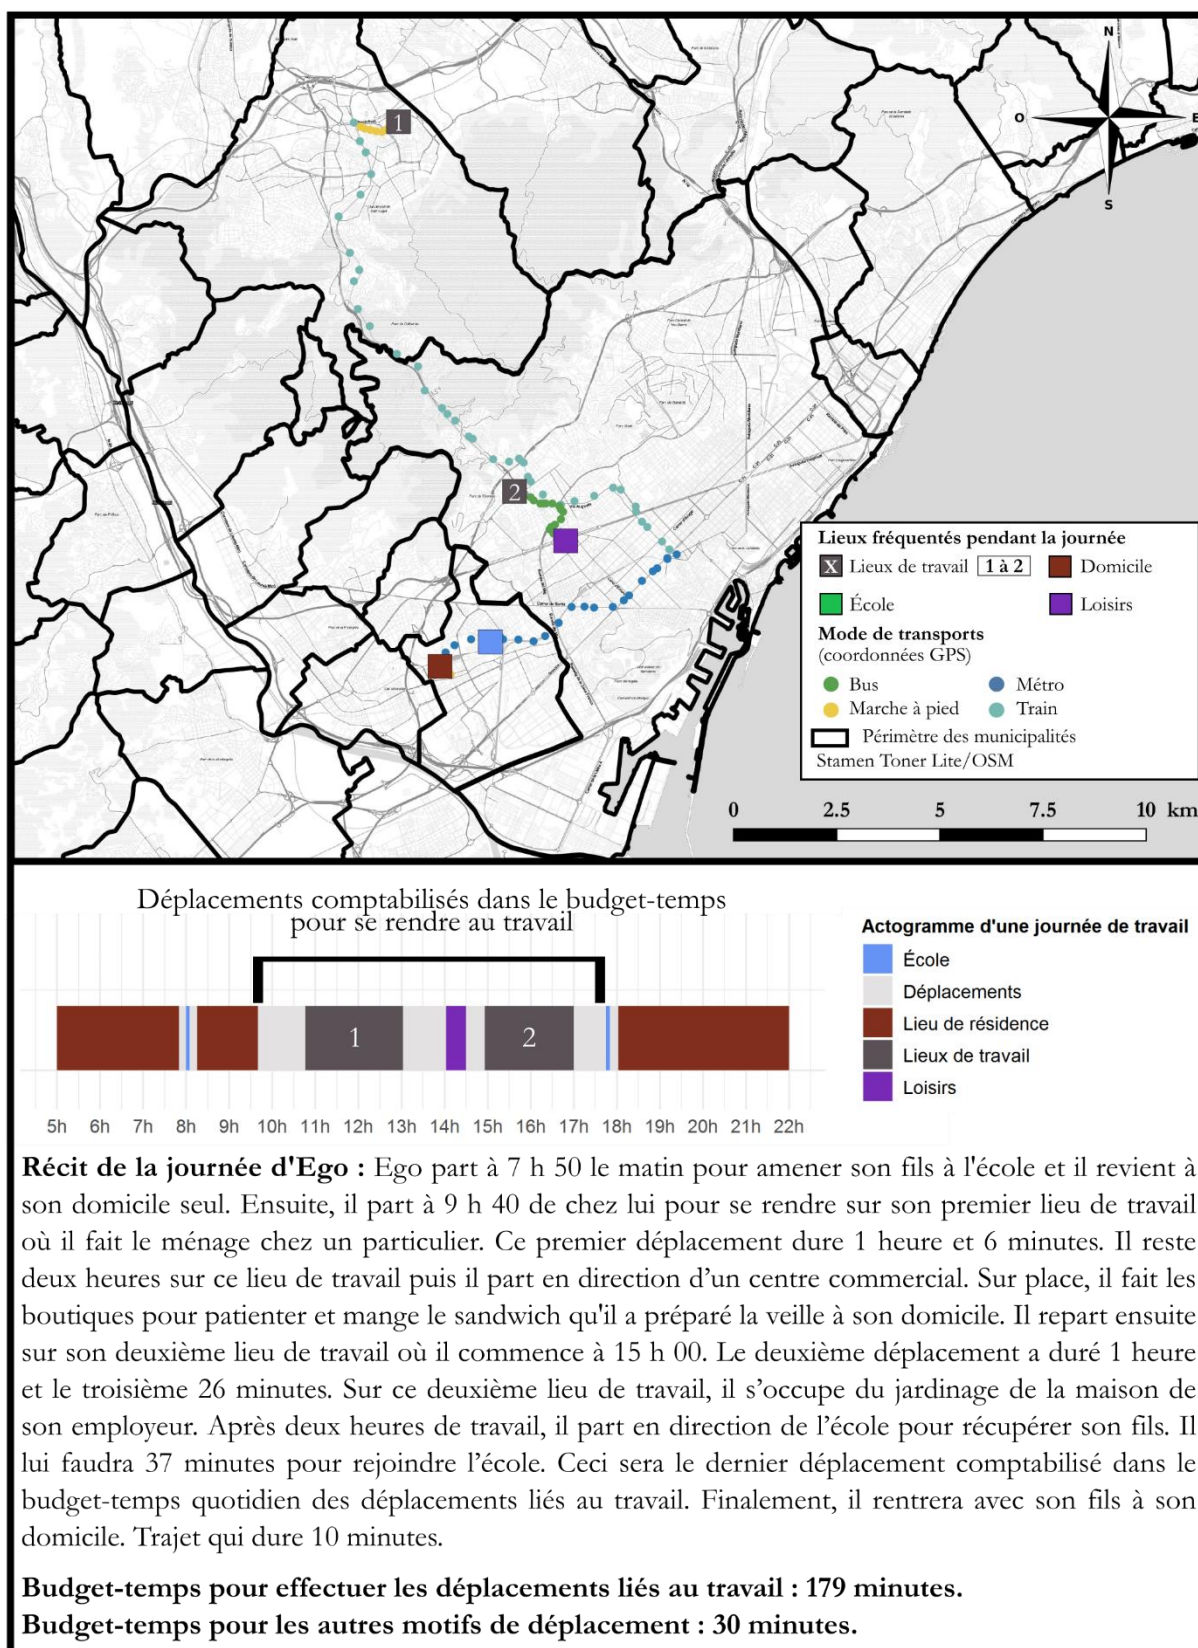 N
O
E
S
1
2
Lieux fréquentés pendant la journée
X Lieux de travail 1 à 2 Domicile
École Loisirs
Mode de transports
(coordonnées GPS)
Bus Métro
Marche à pied Train
Périmètre des municipalités
Stamen Toner Lite/OSM
0 2.5 5 7.5 10 km
Déplacements comptabilisés dans le budget-temps
pour se rendre au travail
Actogramme d'une journée de travail
École
Déplacements
Lieu de résidence
Lieux de travail
Loisirs
1 2
5h 6h 7h 8h 9h 10h 11h 12h 13h 14h 15h 16h 17h 18h 19h 20h 21h 22h
Récit de la journée d'Ego : Ego part à 7 h 50 le matin pour amener son fils à l'école et il revient à
son domicile seul. Ensuite, il part à 9 h 40 de chez lui pour se rendre sur son premier lieu de travail
où il fait le ménage chez un particulier. Ce premier déplacement dure 1 heure et 6 minutes. Il reste
deux heures sur ce lieu de travail puis il part en direction d’un centre commercial. Sur place, il fait les
boutiques pour patienter et mange le sandwich qu'il a préparé la veille à son domicile. Il repart ensuite
sur son deuxième lieu de travail où il commence à 15 h 00. Le deuxième déplacement a duré 1 heure
et le troisième 26 minutes. Sur ce deuxième lieu de travail, il s’occupe du jardinage de la maison de
son employeur. Après deux heures de travail, il part en direction de l’école pour récupérer son fils. Il
lui faudra 37 minutes pour rejoindre l’école. Ceci sera le dernier déplacement comptabilisé dans le
budget-temps quotidien des déplacements liés au travail. Finalement, il rentrera avec son fils à son
domicile. Trajet qui dure 10 minutes.
Budget-temps pour effectuer les déplacements liés au travail : 179 minutes.
Budget-temps pour les autres motifs de déplacement : 30 minutes.